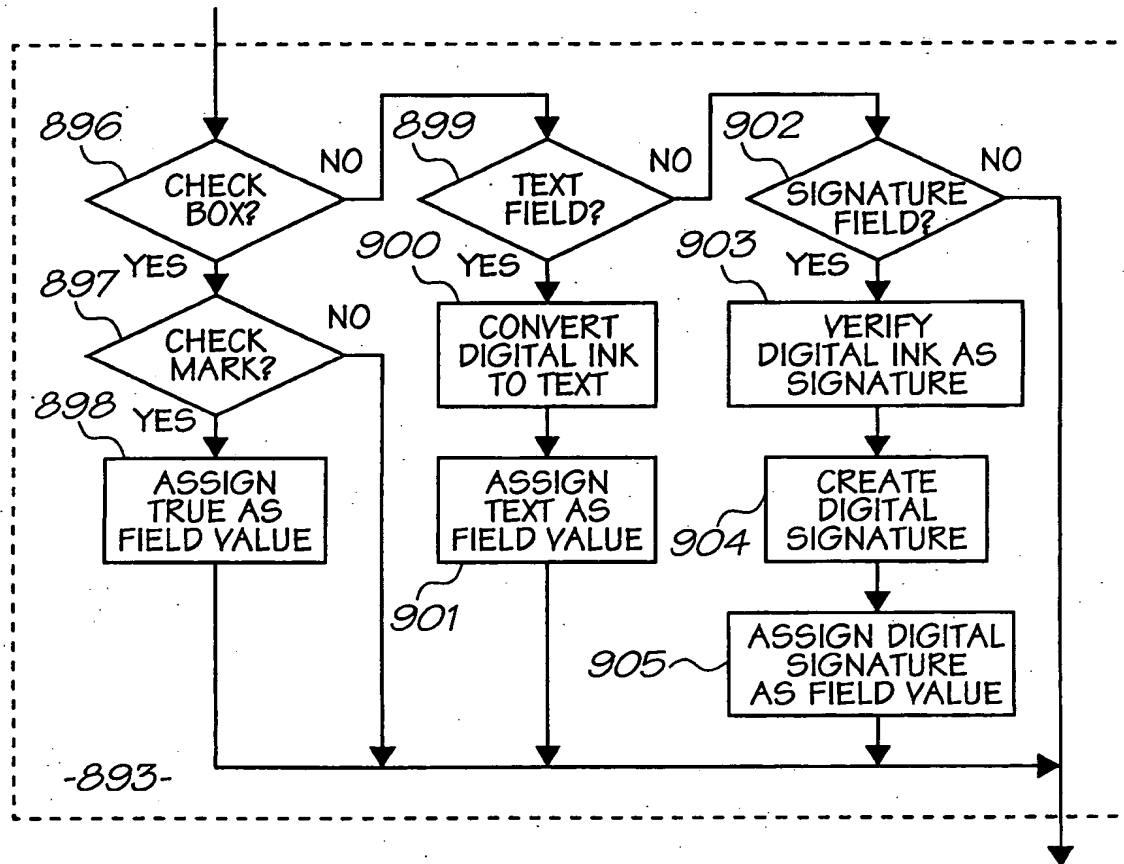 896
CHECK
BOX?
NO
YES
899
TEXT
FIELD?
NO
YES
902
SIGNATURE
FIELD?
NO
YES
897
CHECK
MARK?
NO
YES
898
ASSIGN
TRUE AS
FIELD VALUE
900
CONVERT
DIGITAL INK
TO TEXT
901
ASSIGN
TEXT AS
FIELD VALUE
903
VERIFY
DIGITAL INK AS
SIGNATURE
904
CREATE
DIGITAL
SIGNATURE
905
ASSIGN DIGITAL
SIGNATURE
AS FIELD VALUE
-893-